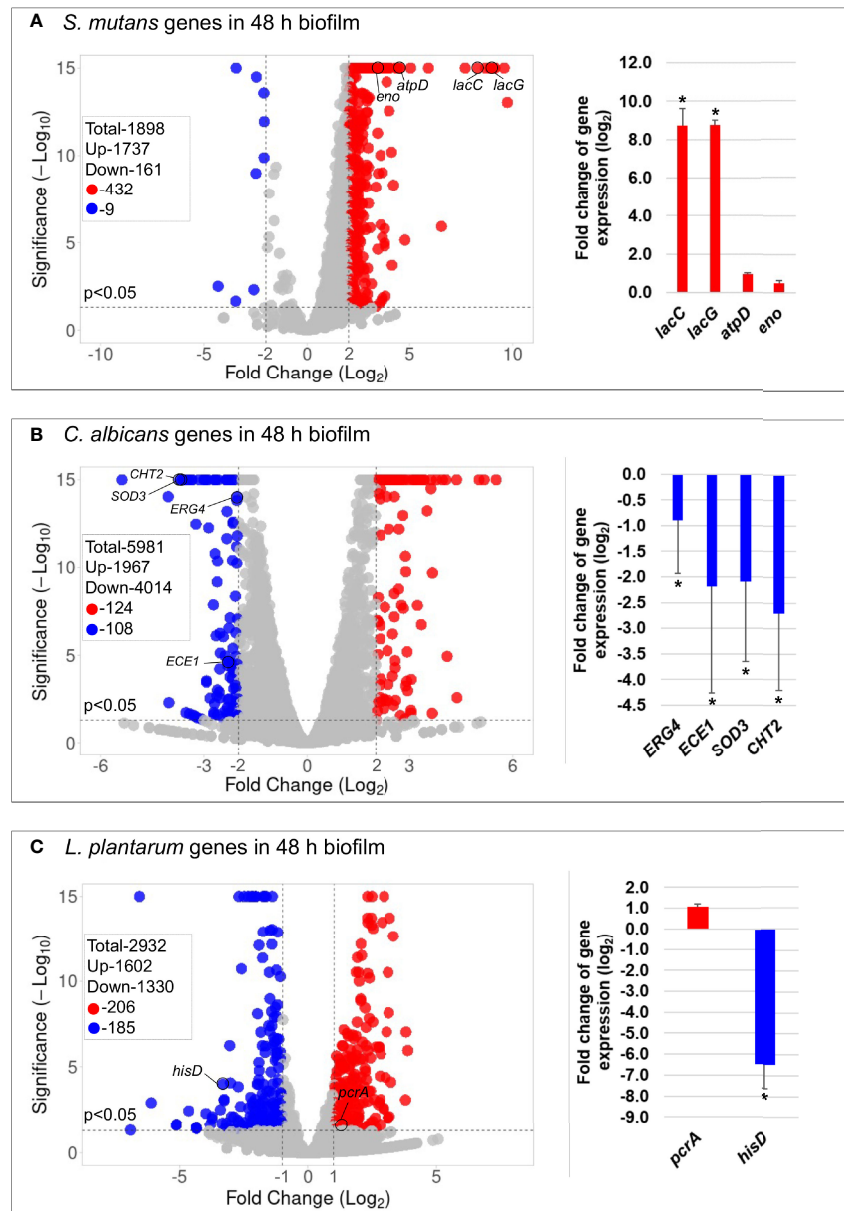 A S. mutans genes in 48 h biofilm
15
10
5
0
Significance (−Log10)
Total-1898
Up-1737
Down-161
-432
-9
p<0.05
eno
atpD
lacC
lacG
-10
-5
-2
0
2
5
10
Fold Change (Log2)
Fold change of gene
expression (log2)
12.0
10.0
8.0
6.0
4.0
2.0
0.0
*
*
lacC
lacG
atpD
eno
B C. albicans genes in 48 h biofilm
15
10
5
0
Significance (−Log10)
CHT2
SOD3
ERG4
Total-5981
Up-1967
Down-4014
-124
-108
ECE1
p<0.05
-6
-3
-2
0
2
3
6
Fold Change (Log2)
Fold change of gene
expression (log2)
0.0
-0.5
-1.0
-1.5
-2.0
-2.5
-3.0
-3.5
-4.0
-4.5
*
*
*
*
ERG4
ECE1
SOD3
CHT2
C L. plantarum genes in 48 h biofilm
15
10
5
0
Significance (−Log10)
Total-2932
Up-1602
Down-1330
-206
-185
hisD
pcrA
p<0.05
-5
-1
0
1
5
Fold Change (Log2)
Fold change of gene
expression (log2)
2.0
1.0
0.0
-1.0
-2.0
-3.0
-4.0
-5.0
-6.0
-7.0
-8.0
-9.0
*
pcrA
hisD